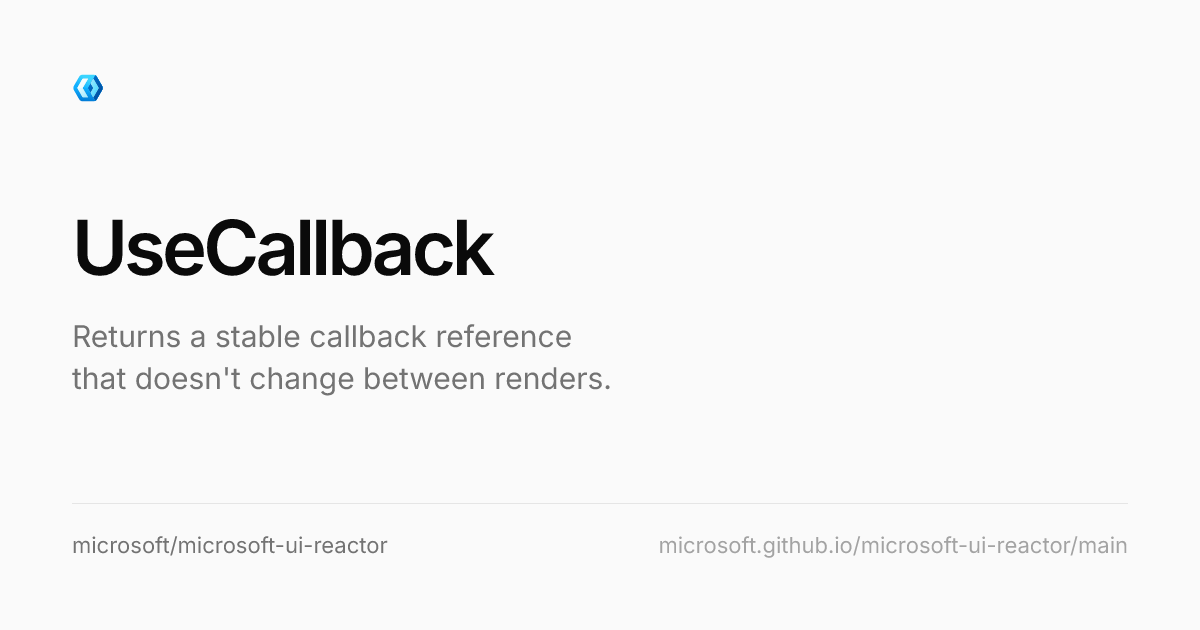 UseCallback
Returns a stable callback reference
that doesn't change between renders.
microsoft/microsoft-ui-reactor
microsoft.github.io/microsoft-ui-reactor/main